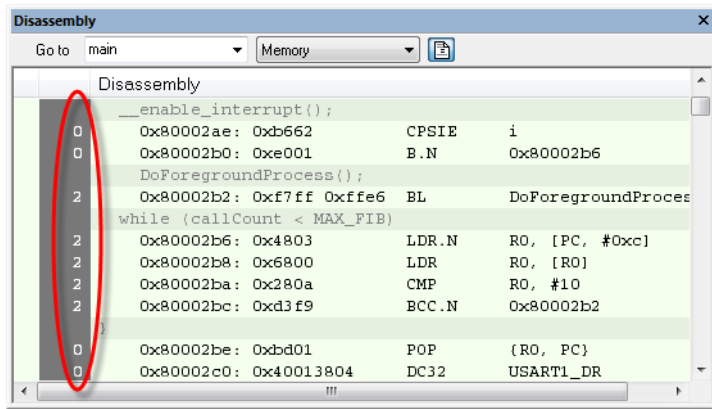 Disassembly
Go to main Memory
Disassembly
__enable_interrupt();
0 0x80002ae: 0xb662 CPSIE i
0 0x80002b0: 0xe001 B.N 0x80002b6
DoForegroundProcess();
2 0x80002b2: 0xf7ff 0xffe6 BL DoForegroundProces
while (callCount < MAX_FIB)
2 0x80002b6: 0x4803 LDR.N R0, [PC, #0xc]
2 0x80002b8: 0x6800 LDR R0, [R0]
2 0x80002ba: 0x280a CMP R0, #10
2 0x80002bc: 0xd3f9 BCC.N 0x80002b2
}
0 0x80002be: 0xbd01 POP {R0, PC}
0 0x80002c0: 0x40013804 DC32 USART1_DR